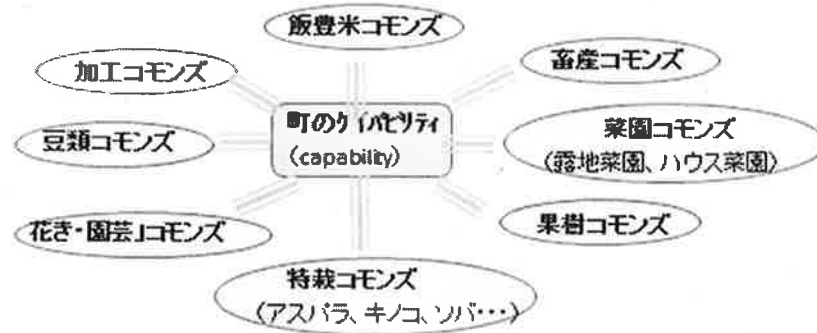 飯豊米コモンズ
加工コモンズ
畜産コモンズ
町のケイパビリティ
(capability)
豆類コモンズ
菜園コモンズ
(露地菜園、ハウス菜園)
花き・園芸」コモンズ
果樹コモンズ
特栽コモンズ
(アスパラ、キノコ、ソバ・・・)